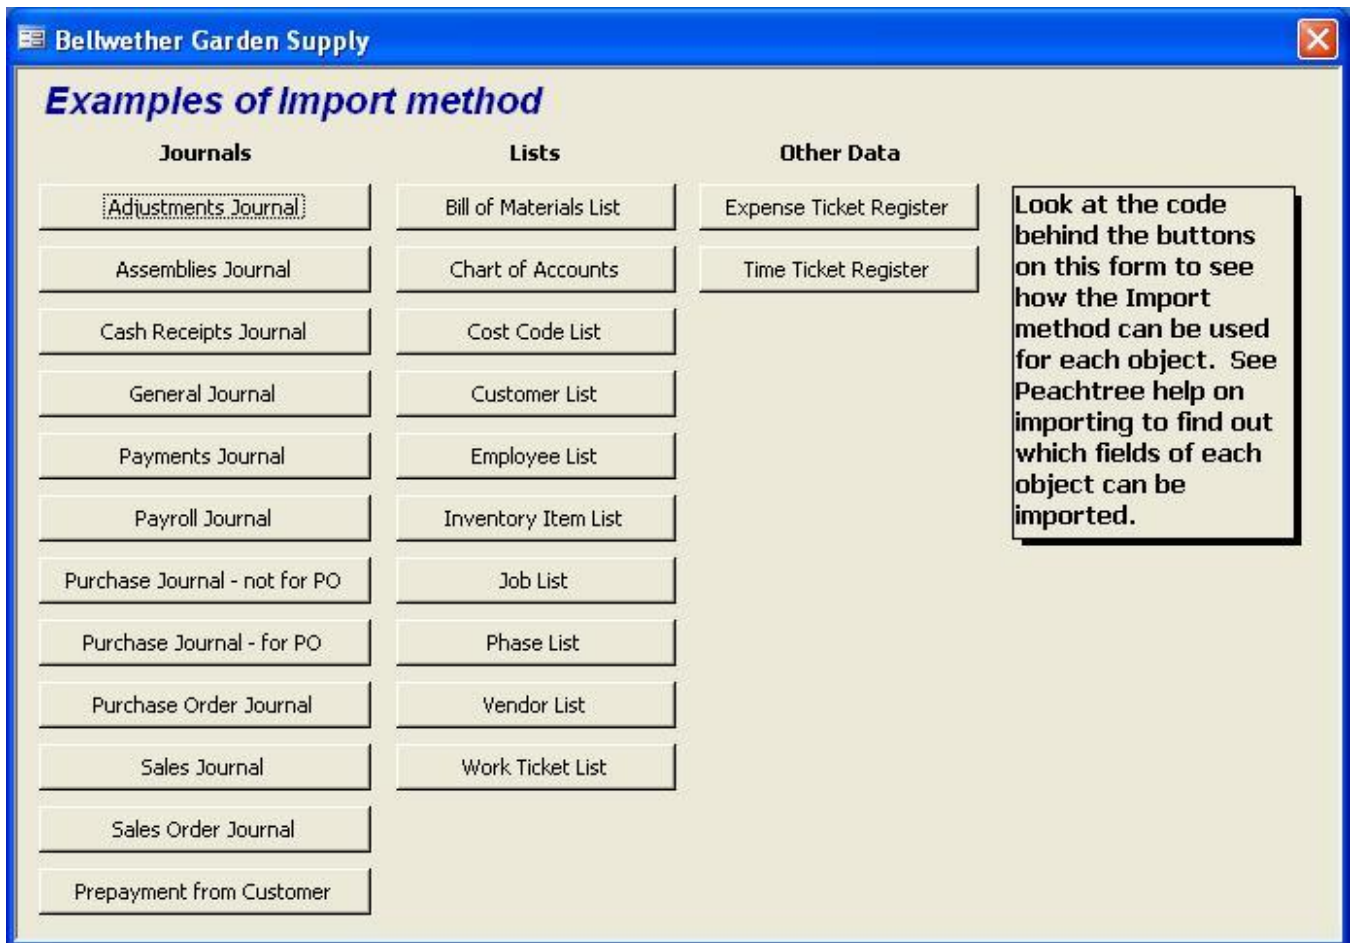 Bellwether Garden Supply
Examples of Import method
Journals
Adjustments Journal
Assemblies Journal
Cash Receipts Journal
General Journal
Payments Journal
Payroll Journal
Purchase Journal - not for PO
Purchase Journal - for PO
Purchase Order Journal
Sales Journal
Sales Order Journal
Prepayment from Customer
Lists
Bill of Materials List
Chart of Accounts
Cost Code List
Customer List
Employee List
Inventory Item List
Job List
Phase List
Vendor List
Work Ticket List
Other Data
Expense Ticket Register
Time Ticket Register
Look at the code
behind the buttons
on this form to see
how the Import
method can be used
for each object.  See
Peachtree help on
importing to find out
which fields of each
object can be
imported.